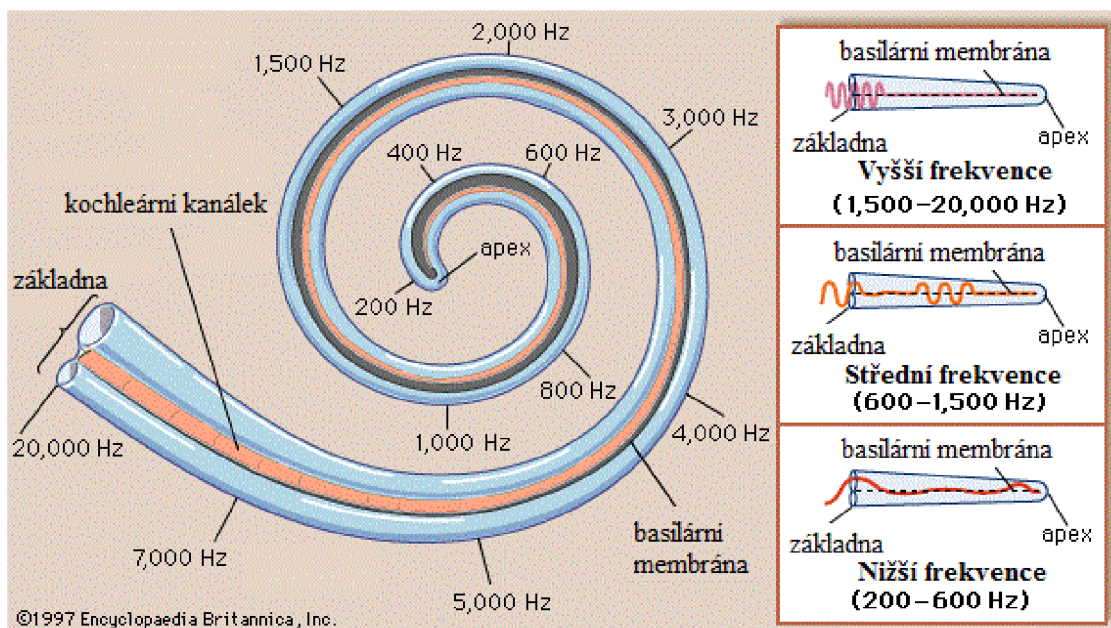 2,000 Hz
1,500 Hz
3,000 Hz
400 Hz
600 Hz
kochleární kanálek
apex
200 Hz
základna
800 Hz
1,000 Hz
4,000 Hz
20,000 Hz
7,000 Hz
basilární
membrána
5,000 Hz
©1997 Encyclopaedia Britannica, Inc.
basilární membrána
základna
apex
Vyšší frekvence
(1,500–20,000 Hz)
basilární membrána
základna
apex
Střední frekvence
(600–1,500 Hz)
basilární membrána
základna
apex
Nižší frekvence
(200–600 Hz)